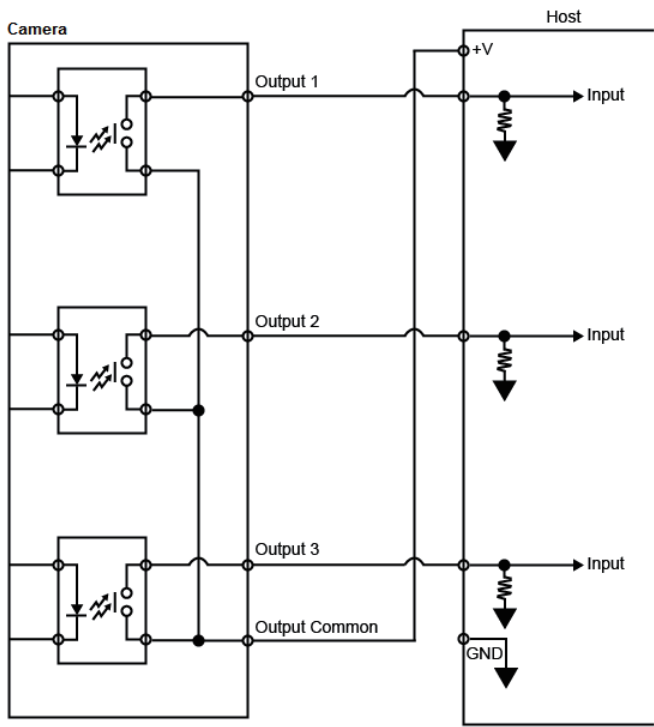 Camera
Host
+V
Output 1
Input
Output 2
Input
Output 3
Input
Output Common
GND